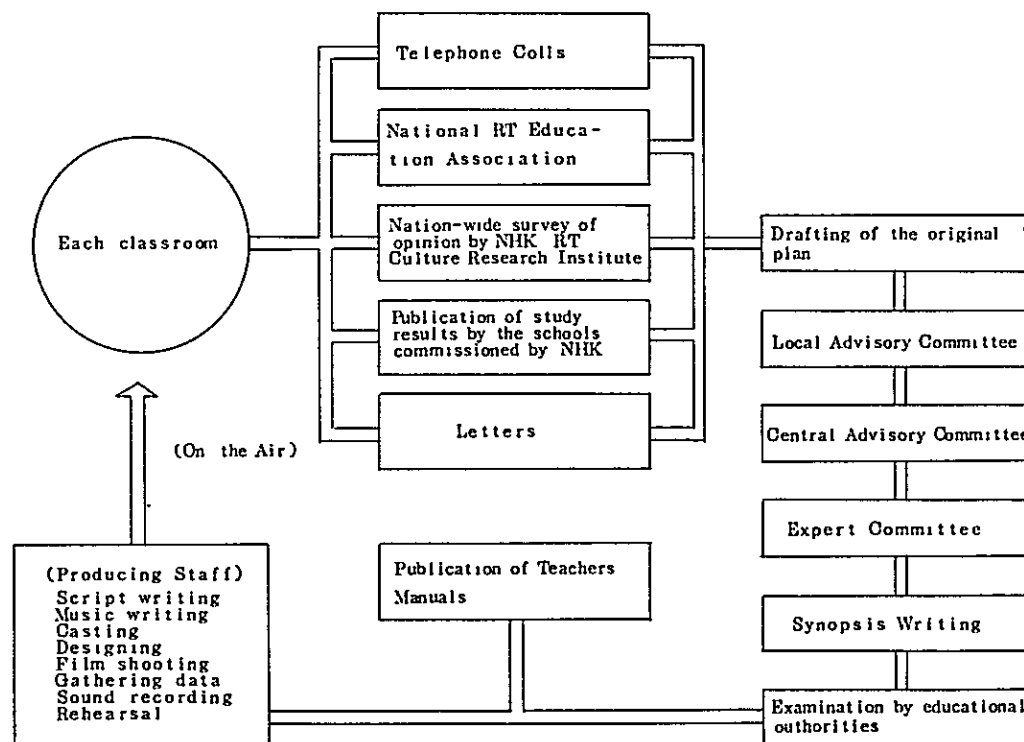 Telephone Colls
National RT Educa-
tion Association
Each classroom
Nation-wide survey of
opinion by NHK RT
Culture Research Institute
Drafting of the original
plan
Publication of study
results by the schools
commissioned by NHK
Local Advisory Committee
Letters
Central Advisory Committee
(On the Air)
Expert Committee
(Producing Staff)
Script writing
Music writing
Casting
Designing
Film shooting
Gathering data
Sound recording
Rehearsal
Publication of Teachers
Manuals
Synopsis Writing
Examination by educational
outhorities